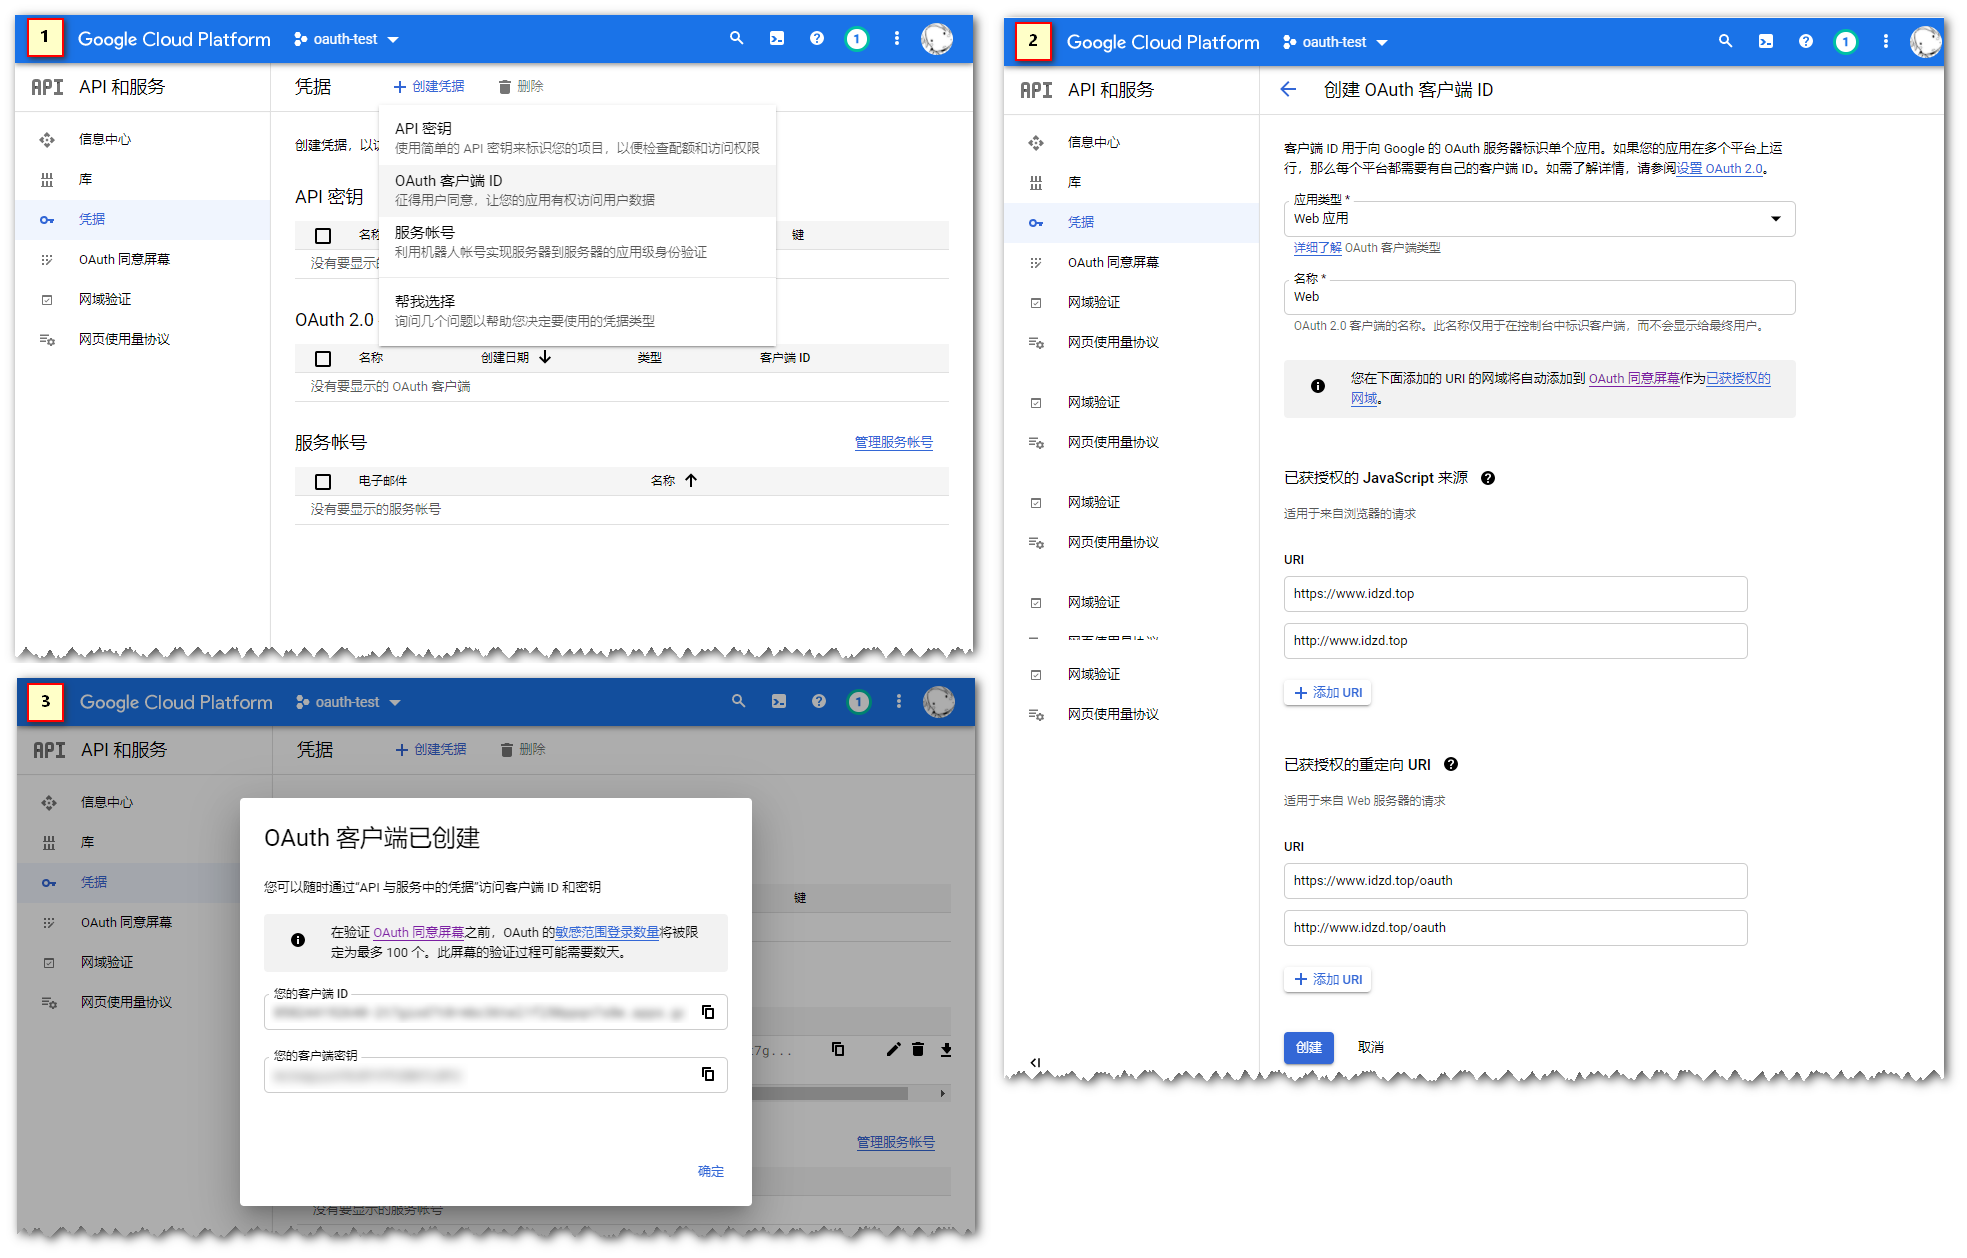 1
Google Cloud Platform
oauth-test
1
API
API 和服务
凭据
创建凭据
删除
信息中心
库
凭据
OAuth 同意屏幕
网域验证
网页使用量协议
创建凭据，以
API 密钥
使用简单的 API 密钥来标识您的项目，以便检查配额和访问权限
OAuth 客户端 ID
征得用户同意，让您的应用有权访问用户数据
服务帐号
利用机器人帐号实现服务器到服务器的应用级身份验证
帮我选择
询问几个问题以帮助您决定要使用的凭据类型
API 密钥
名称
键
没有要显示的
OAuth 2.0
名称
创建日期
类型
客户端 ID
没有要显示的 OAuth 客户端
服务帐号
管理服务帐号
电子邮件
名称
没有要显示的服务帐号
2
Google Cloud Platform
oauth-test
1
API
API 和服务
创建 OAuth 客户端 ID
信息中心
库
凭据
OAuth 同意屏幕
网域验证
网页使用量协议
网域验证
网页使用量协议
网域验证
网页使用量协议
网域验证
网页使用量协议
网域验证
网页使用量协议
客户端 ID 用于向 Google 的 OAuth 服务器标识单个应用。如果您的应用在多个平台上运
行，那么每个平台都需要有自己的客户端 ID。如需了解详情，请参阅设置 OAuth 2.0。
应用类型 *
Web 应用
详细了解 OAuth 客户端类型
名称 *
Web
OAuth 2.0 客户端的名称。此名称仅用于在控制台中标识客户端，而不会显示给最终用户。
您在下面添加的 URI 的网域将自动添加到 OAuth 同意屏幕作为已获授权的
网域。
已获授权的 JavaScript 来源
适用于来自浏览器的请求
URI
https://www.idzd.top
http://www.idzd.top
添加 URI
已获授权的重定向 URI
适用于来自 Web 服务器的请求
URI
https://www.idzd.top/oauth
http://www.idzd.top/oauth
添加 URI
创建
取消
3
Google Cloud Platform
oauth-test
1
API
API 和服务
凭据
创建凭据
删除
信息中心
库
凭据
OAuth 同意屏幕
网域验证
网页使用量协议
键
OAuth 客户端已创建
您可以随时通过“API 与服务中的凭据”访问客户端 ID 和密钥
在验证 OAuth 同意屏幕之前，OAuth 的敏感范围登录数量将被限
定为最多 100 个。此屏幕的验证过程可能需要数天。
您的客户端 ID
您的客户端密钥
确定
7g...
管理服务帐号
没有要显示的服务帐号